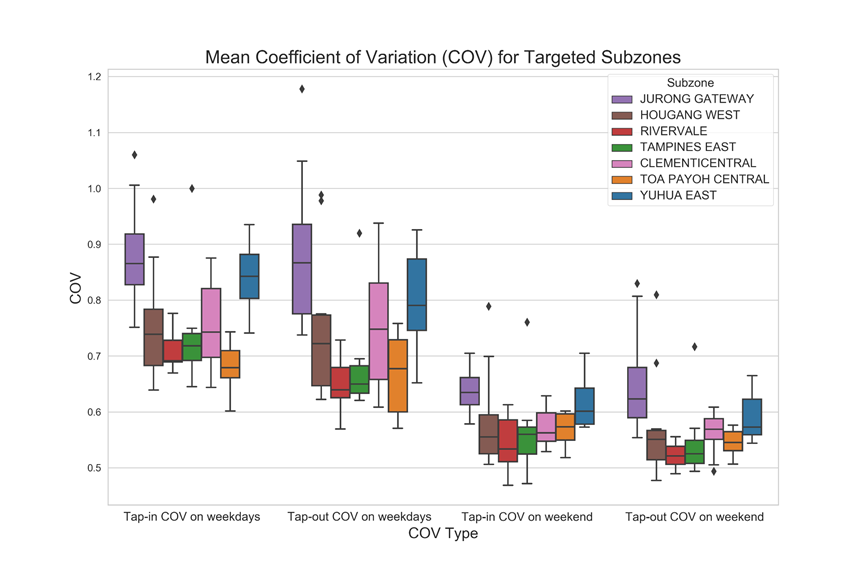 Mean Coefficient of Variation (COV) for Targeted Subzones
Subzone
JURONG GATEWAY
HOUGANG WEST
RIVERVALE
TAMPINES EAST
CLEMENTICENTRAL
TOA PAYOH CENTRAL
YUHUA EAST
COV
1.2
1.1
1.0
0.9
0.8
0.7
0.6
0.5
Tap-in COV on weekdays
Tap-out COV on weekdays
Tap-in COV on weekend
Tap-out COV on weekend
COV Type